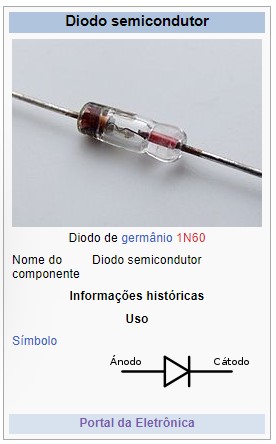 Diodo semicondutor
Diodo de germânio 1N60
Nome do componente
Diodo semicondutor
Informações históricas
Uso
Símbolo
Ánodo
Cátodo
Portal da Eletrônica